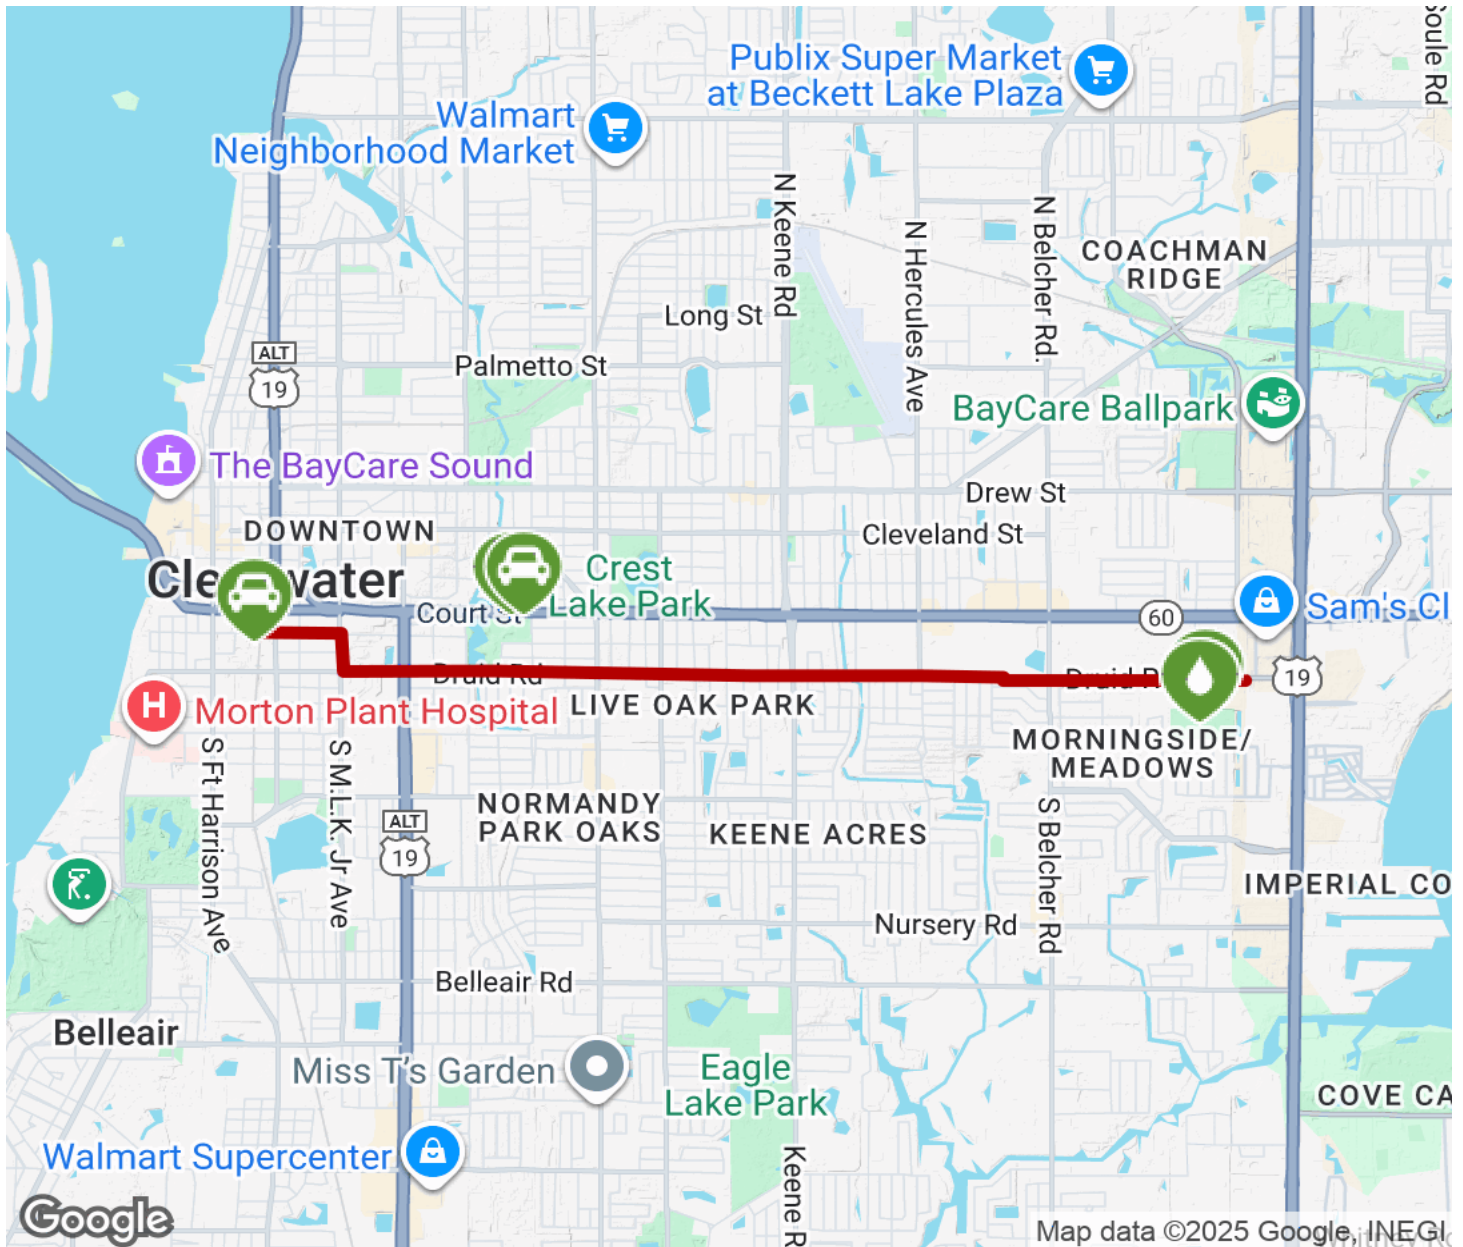 Soule Rd
Publix Super Market
at Beckett Lake Plaza
Walmart
Neighborhood Market
N Keene Rd
N Belcher Rd.
N Hercules Ave
COACHMAN
RIDGE
Long St
ALT
19
Palmetto St
BayCare Ballpark
The BayCare Sound
Drew St
DOWNTOWN
Cleveland St
Crest
Lake Park
Clearwater
Court St
60
Sam's Cl
Druid Rd
Druid R
19
Morton Plant Hospital
H
LIVE OAK PARK
MORNINGSIDE/
MEADOWS
S Ft Harrison Ave
S M.L.K. Jr Ave
NORMANDY
PARK OAKS
KEENE ACRES
ALT
19
S Belcher Rd
IMPERIAL CO
Nursery Rd
Belleair Rd
Belleair
Miss T's Garden
Eagle
Lake Park
COVE CA
Walmart Supercenter
Keene R
Google
Map data ©2025 Google, INEGI